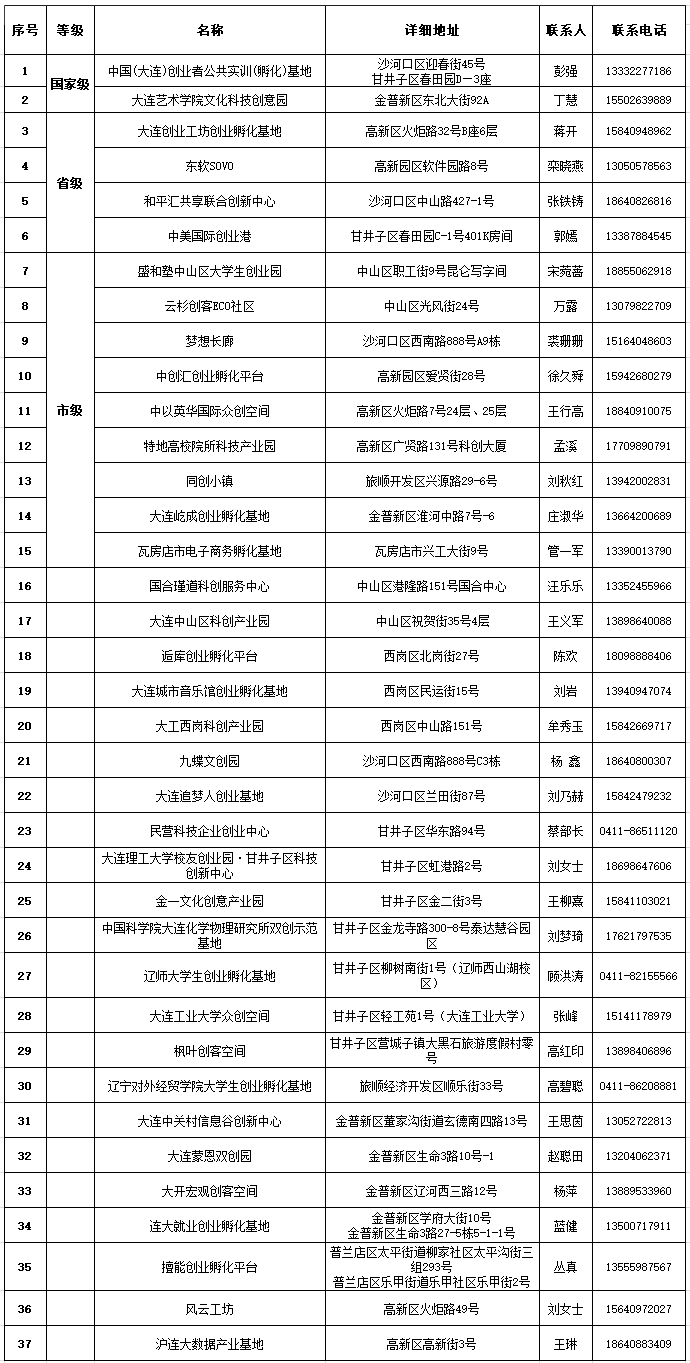 序号 等级 名称 详细地址 联系人 联系电话
1 国家级 中国(大连)创业者公共实训(孵化)基地 沙河口区迎春街45号
甘井子区春田园D—3座 彭强 13332277186
2 大连艺术学院文化科技创意园 金普新区东北大街92A 丁慧 15502639889
3 省级 大连创业工坊创业孵化基地 高新区火炬路32号B座6层 蒋开 15840948962
4 东软SOVO 高新园区软件园路8号 栾晓燕 13050578563
5 和平汇共享联合创新中心 沙河口区中山路427-1号 张铁铸 18640826816
6 中美国际创业港 甘井子区春田园C-1号401K房间 郭嫣 13387884545
7 市级 盛和塾中山区大学生创业园 中山区职工街9号昆仑写字间 宋菀蕃 18855062918
8 云杉创客ECO社区 中山区光风街24号 万露 13079822709
9 梦想长廊 沙河口区西南路888号A9栋 裘珊珊 15164048603
10 中创汇创业孵化平台 高新园区爱贤街28号 徐久舜 15942680279
11 中以英华国际众创空间 高新区火炬路7号24层、25层 王行高 18840910075
12 特地高校院所科技产业园 高新区广贤路131号科创大厦 孟溪 17709890791
13 同创小镇 旅顺开发区兴源路29-6号 刘秋红 13942002831
14 大连屹成创业孵化基地 金普新区淮河中路7号-6 庄淑华 13664200689
15 瓦房店市电子商务孵化基地 瓦房店市兴工大街9号 管一军 13390013790
16 国合瑾道科创服务中心 中山区港隆路151号国合中心 汪乐乐 13352455966
17 大连中山区科创产业园 中山区祝贺街35号4层 王义军 13898640088
18 逅库创业孵化平台 西岗区北岗街27号 陈欢 18098888406
19 大连城市音乐馆创业孵化基地 西岗区民运街15号 刘岩 13940947074
20 大工西岗科创产业园 西岗区中山路151号 牟秀玉 15842669717
21 九蝶文创园 沙河口区西南路888号C3栋 杨 鑫 18640800307
22 大连追梦人创业基地 沙河口区兰田街87号 刘乃赫 15842479232
23 民营科技企业创业中心 甘井子区华东路94号 蔡部长 0411-86511120
24 大连理工大学校友创业园·甘井子区科技
创新中心 甘井子区虹港路2号 刘女士 18698647606
25 金一文化创意产业园 甘井子区金二街3号 王柳熹 15841103021
26 中国科学院大连化学物理研究所双创示范
基地 甘井子区金龙寺路300-8号泰达慧谷园
区 刘梦琦 17621797535
27 辽师大学生创业孵化基地 甘井子区柳树南街1号（辽师西山湖校
区） 顾洪涛 0411-82155566
28 大连工业大学众创空间 甘井子区轻工苑1号（大连工业大学） 张峰 15141178979
29 枫叶创客空间 甘井子区营城子镇大黑石旅游度假村零
号 高红印 13898406896
30 辽宁对外经贸学院大学生创业孵化基地 旅顺经济开发区顺乐街33号 高碧聪 0411-86208881
31 大连中关村信息谷创新中心 金普新区董家沟街道玄德南四路13号 王思茵 13052722813
32 大连蒙恩双创园 金普新区生命3路10号-1 赵聪田 13204062371
33 大开宏观创客空间 金普新区辽河西三路12号 杨萍 13889533960
34 连大就业创业孵化基地 金普新区学府大街10号
金普新区生命3路27-5栋5-1-1号 蓝健 13500717911
35 擅能创业孵化平台 普兰店区太平街道柳家社区太平沟街三
组293号
普兰店区乐甲街道乐甲社区乐甲街2号 丛真 13555987567
36 风云工坊 高新区火炬路49号 刘女士 15640972027
37 沪连大数据产业基地 高新区高新街3号 王琳 18640883409